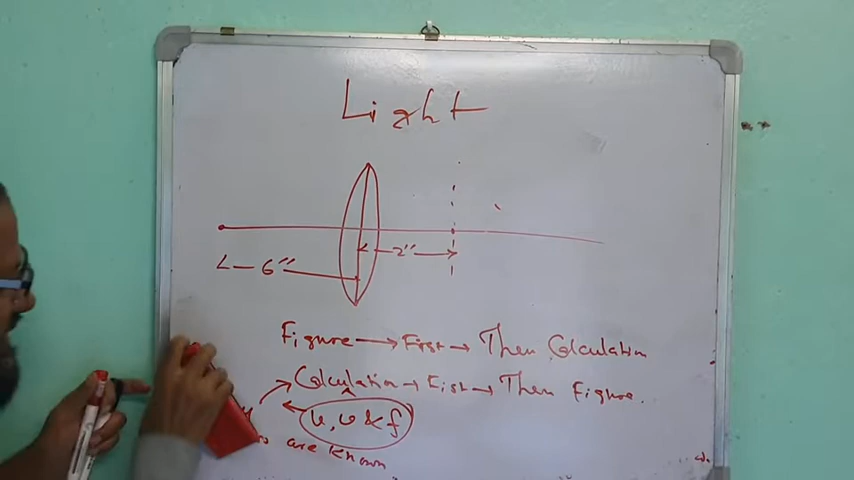 Light
2"
6"
Figure → First → Then Calculation
Calculation → First → Then Figure.
u, v & f
are known